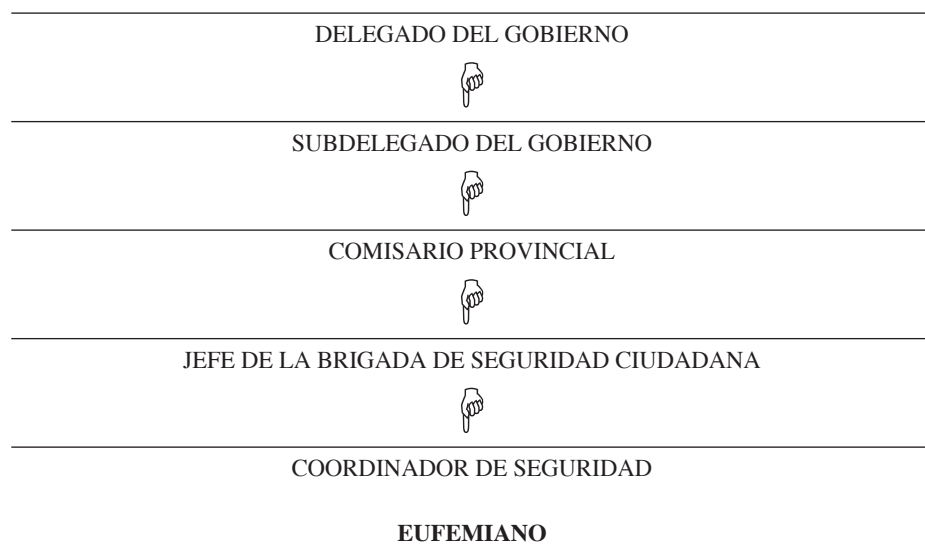 DELEGADO DEL GOBIERNO
SUBDELEGADO DEL GOBIERNO
COMISARIO PROVINCIAL
JEFE DE LA BRIGADA DE SEGURIDAD CIUDADANA
COORDINADOR DE SEGURIDAD
EUFEMIANO